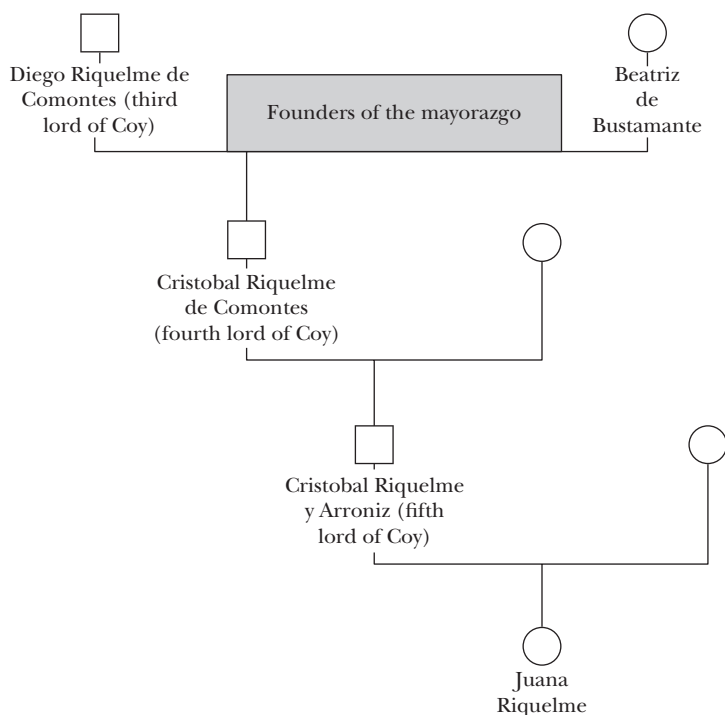 Diego Riquelme de
Comontes (third
lord of Coy)
Founders of the mayorazgo
Beatriz
de
Bustamante
Cristobal Riquelme
de Comontes
(fourth lord of Coy)
Cristobal Riquelme
y Arroniz (fifth
lord of Coy)
Juana
Riquelme